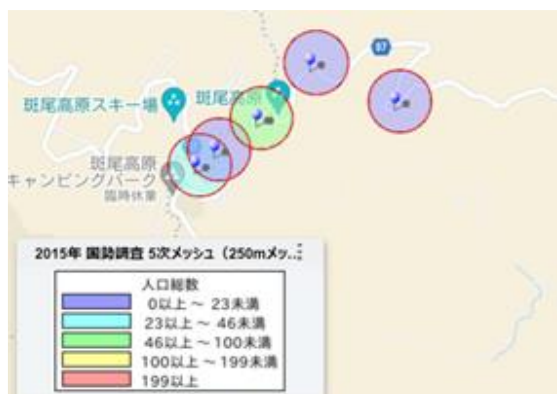 97
斑尾高原スキー場
斑尾高原
斑尾高原
キャンピングパーク
臨時休業
2015年 国勢調査 5次メッシュ（250mメッ...
人口総数
0以上 ～ 23未満
23以上 ～ 46未満
46以上 ～ 100未満
100以上 ～ 199未満
199以上